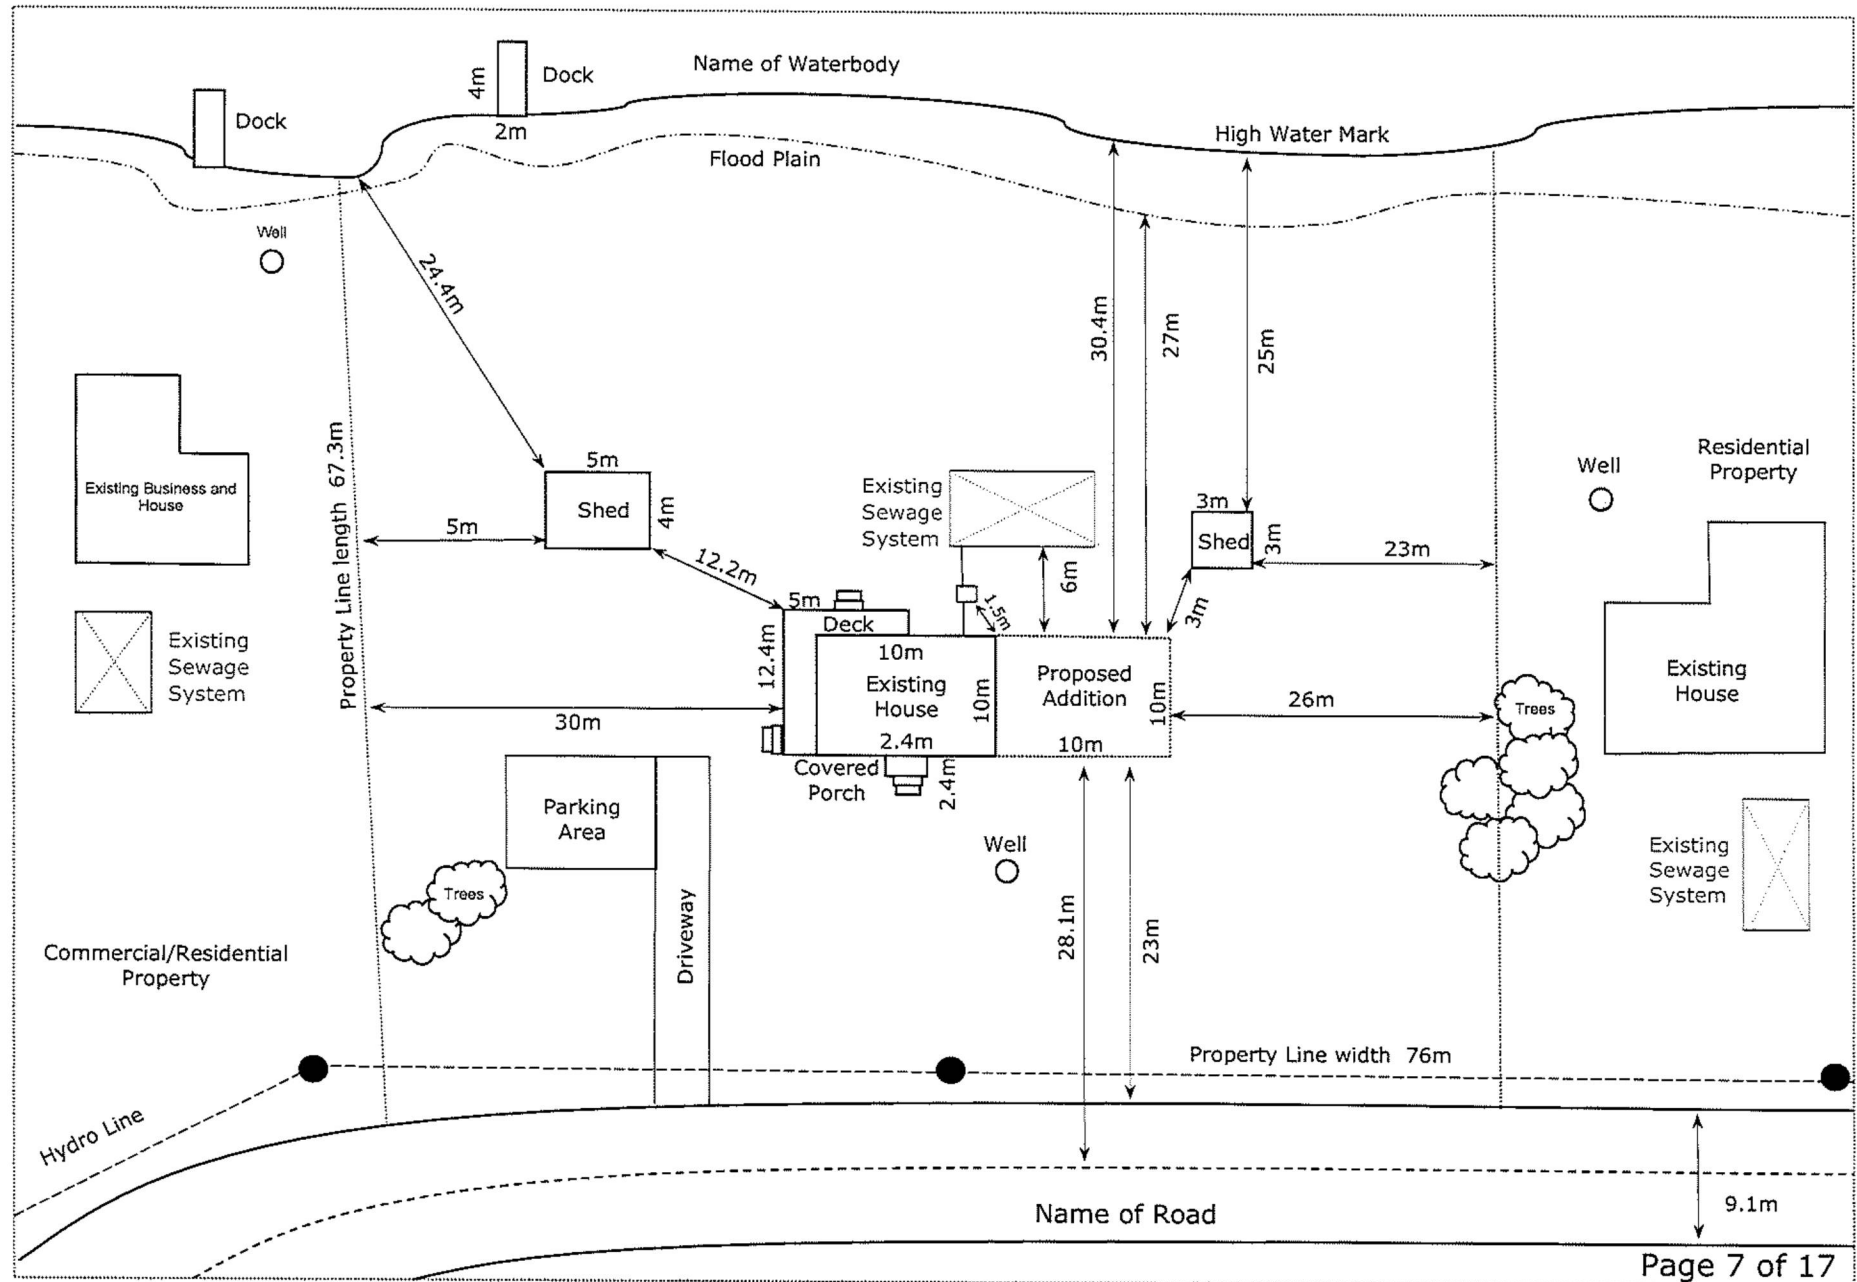 Name of Waterbody
4m
Dock
Dock
2m
High Water Mark
Flood Plain
Well
24.4m
30.4m
27m
25m
Property Line length 67.3m
Existing Business and
House
5m
Shed
4m
5m
12.2m
Existing
Sewage
System
6m
1.5m
3m
Shed
3m
3m
23m
Well
Residential
Property
Existing
Sewage
System
5m
Deck
12.4m
10m
Existing
House
10m
2.4m
Proposed
Addition
10m
10m
30m
26m
Trees
Existing
House
Covered
Porch
2.4m
Parking
Area
Trees
Driveway
Well
28.1m
23m
Existing
Sewage
System
Commercial/Residential
Property
Property Line width 76m
Hydro Line
Name of Road
9.1m
Page 7 of 17